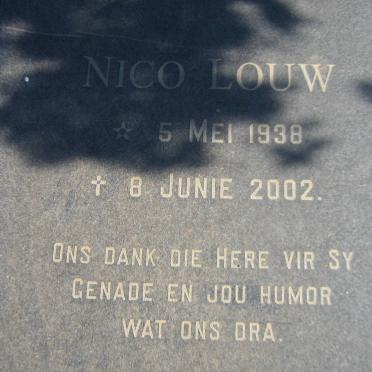 NICO LOUW
☆ 5 MEI 1938
✝ 8 JUNIE 2002.
ONS DANK DIE HERE VIR SY
GENADE EN JOU HUMOR
WAT ONS DRA.